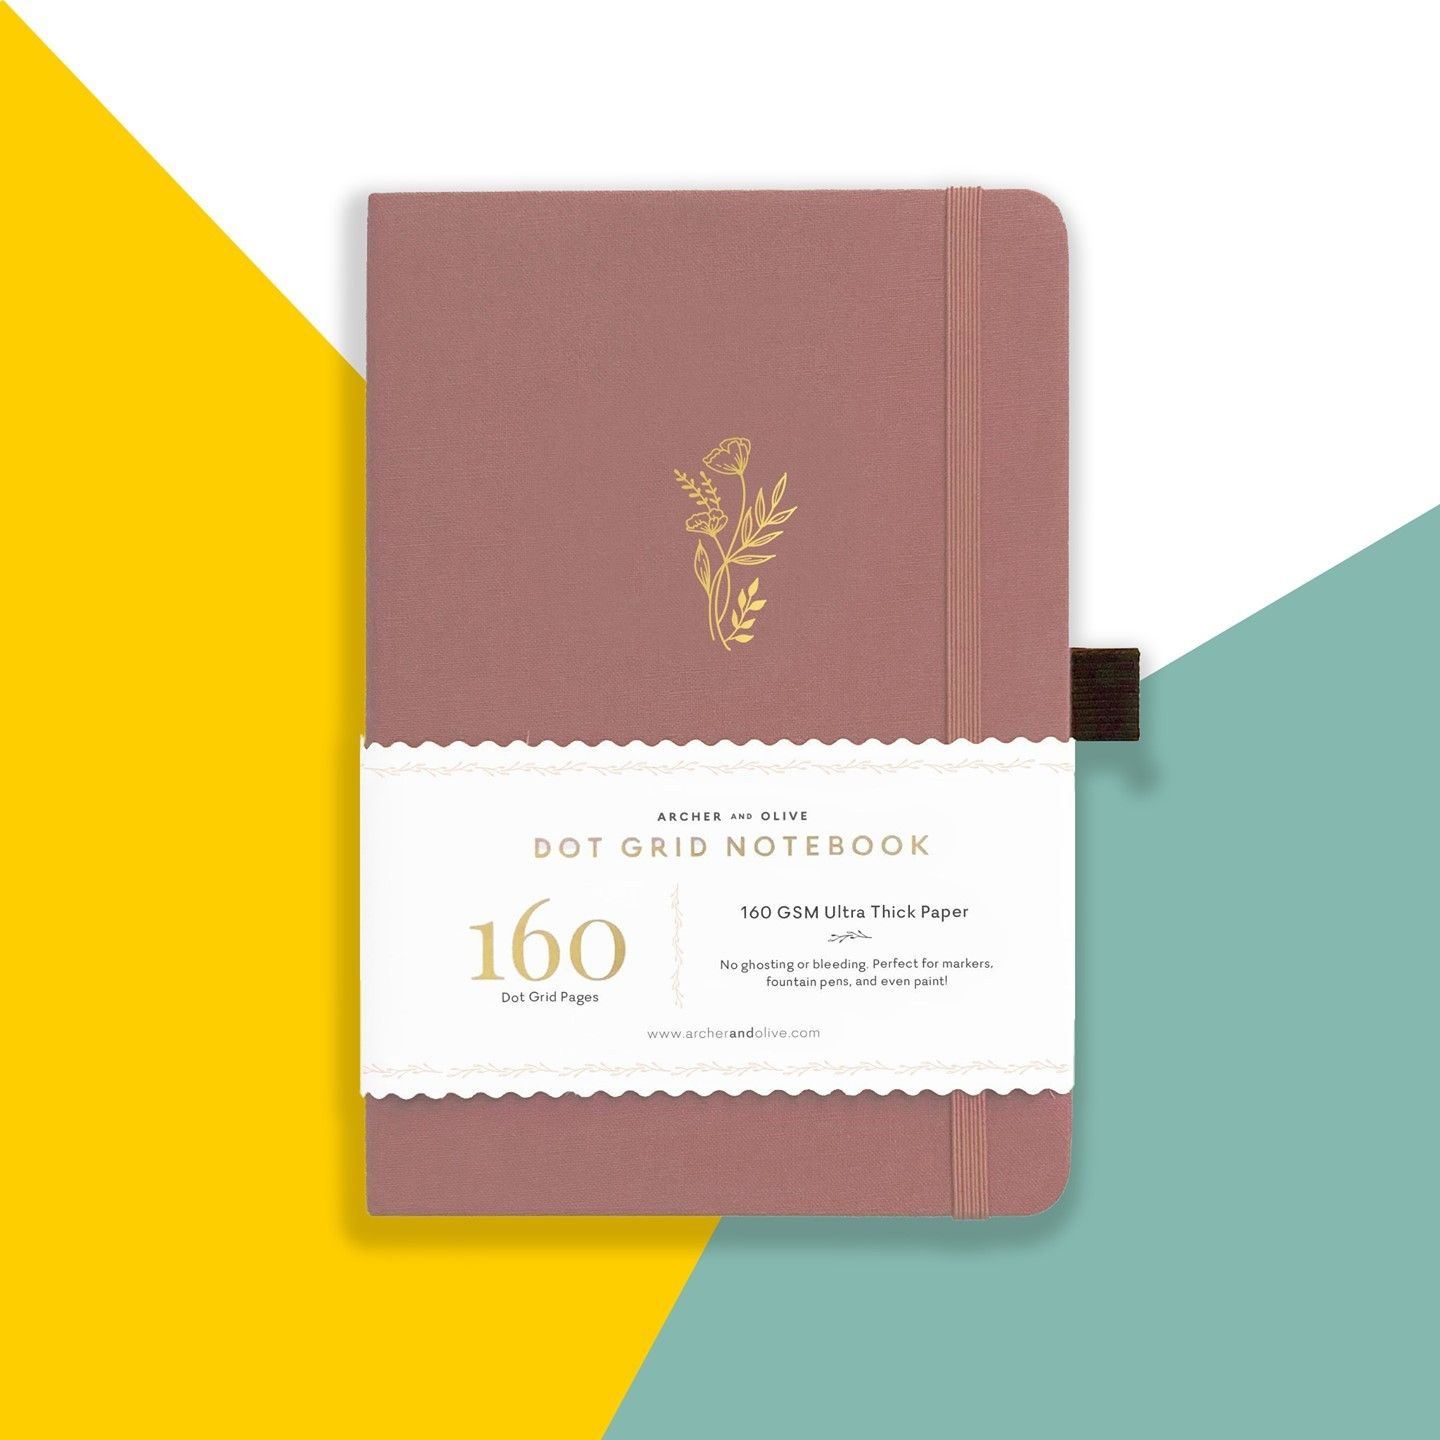 ARCHER AND OLIVE
DOT GRID NOTEBOOK
160
Dot Grid Pages
160 GSM Ultra Thick Paper
No ghosting or bleeding. Perfect for markers,
fountain pens, and even paint!
www.archerandolive.com